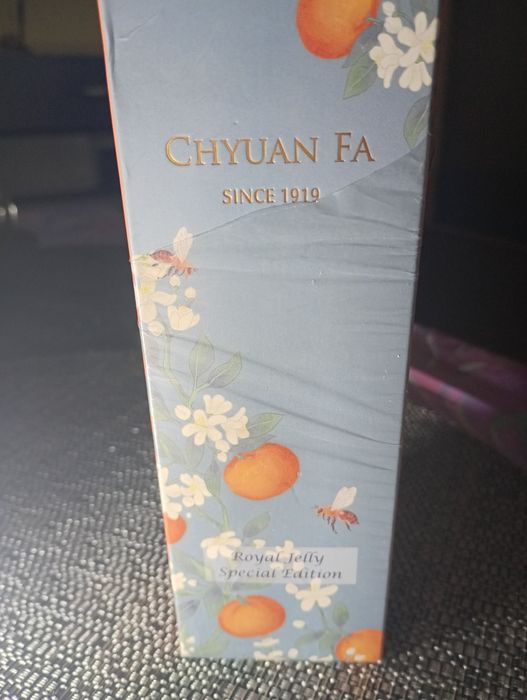 CHYUAN FA
SINCE 1919
Royal Jelly
Special Edition